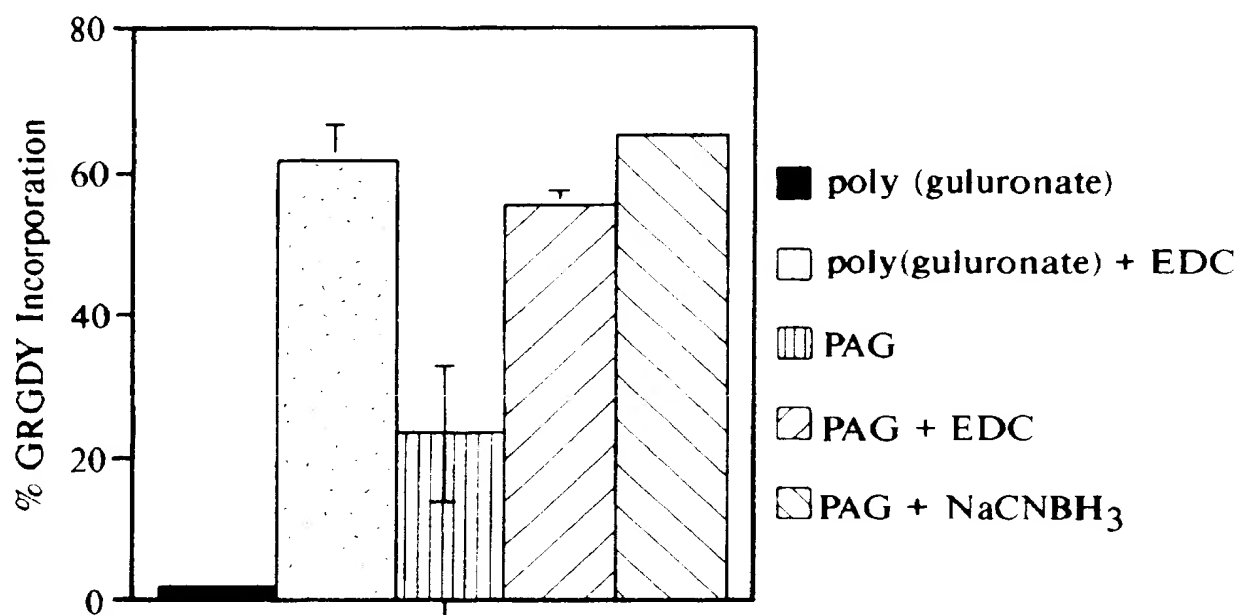 % GRGDY Incorporation
80
60
40
20
0
poly (guluronate)
poly(guluronate) + EDC
PAG
PAG + EDC
PAG + NaCNBH3